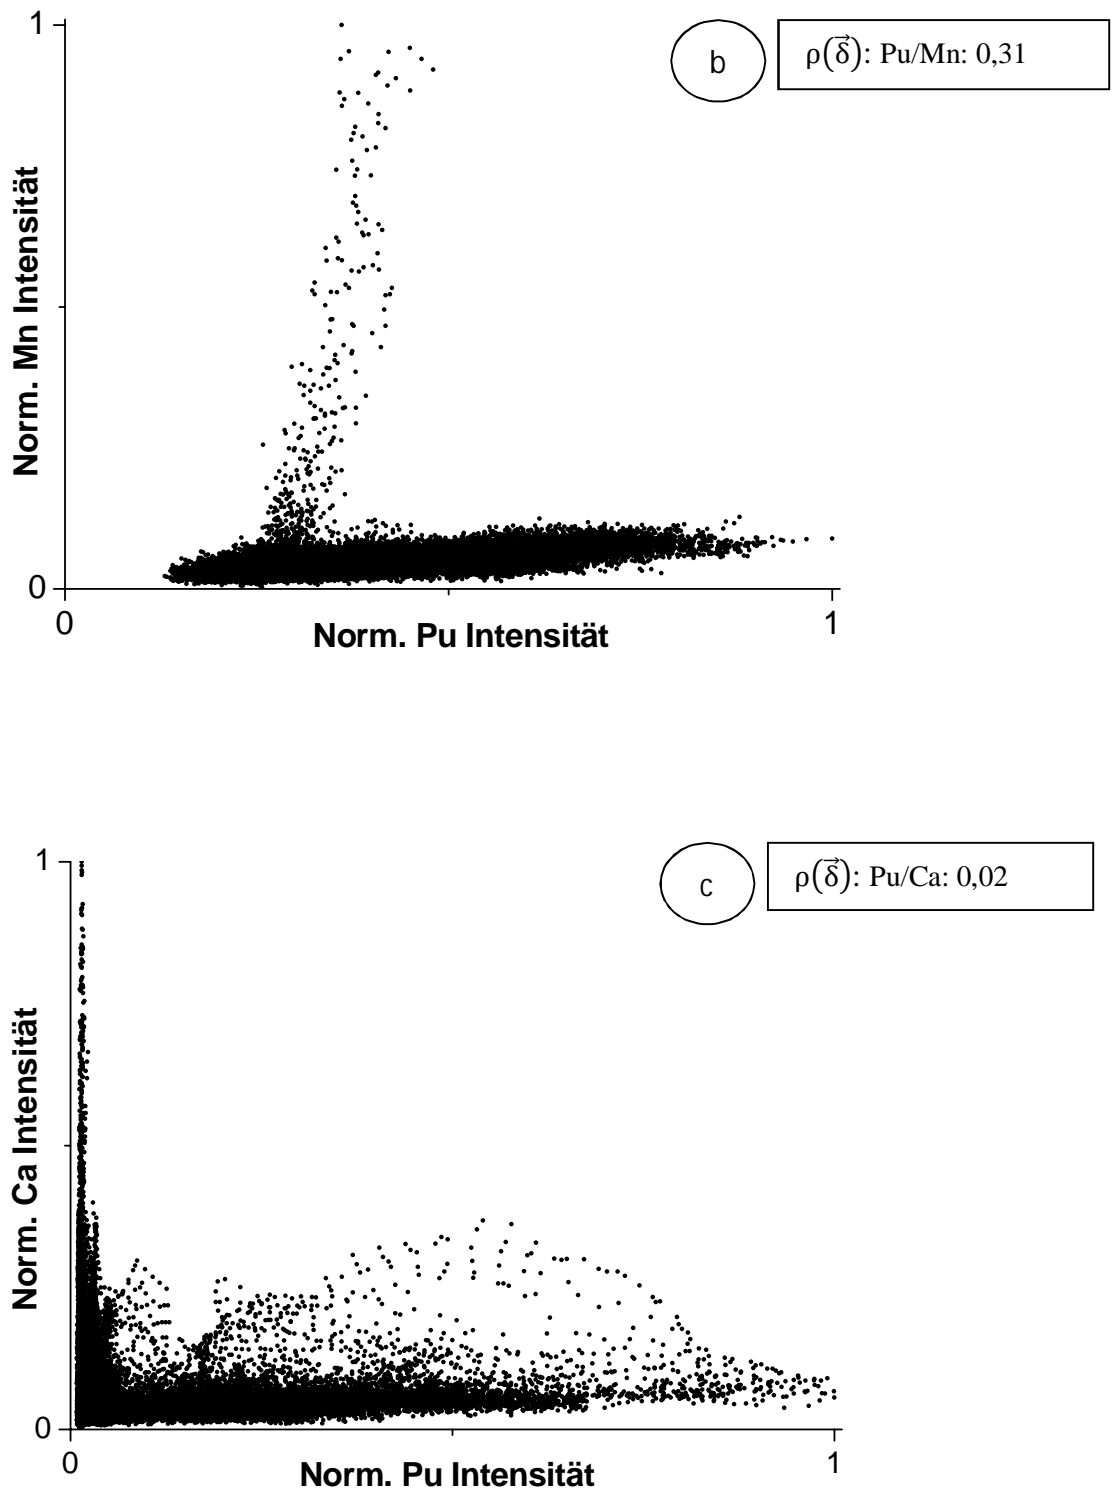 1
b
ρ(δ⃗): Pu/Mn: 0,31
Norm. Mn Intensität
0
0
1
Norm. Pu Intensität
1
c
ρ(δ⃗): Pu/Ca: 0,02
Norm. Ca Intensität
0
0
1
Norm. Pu Intensität